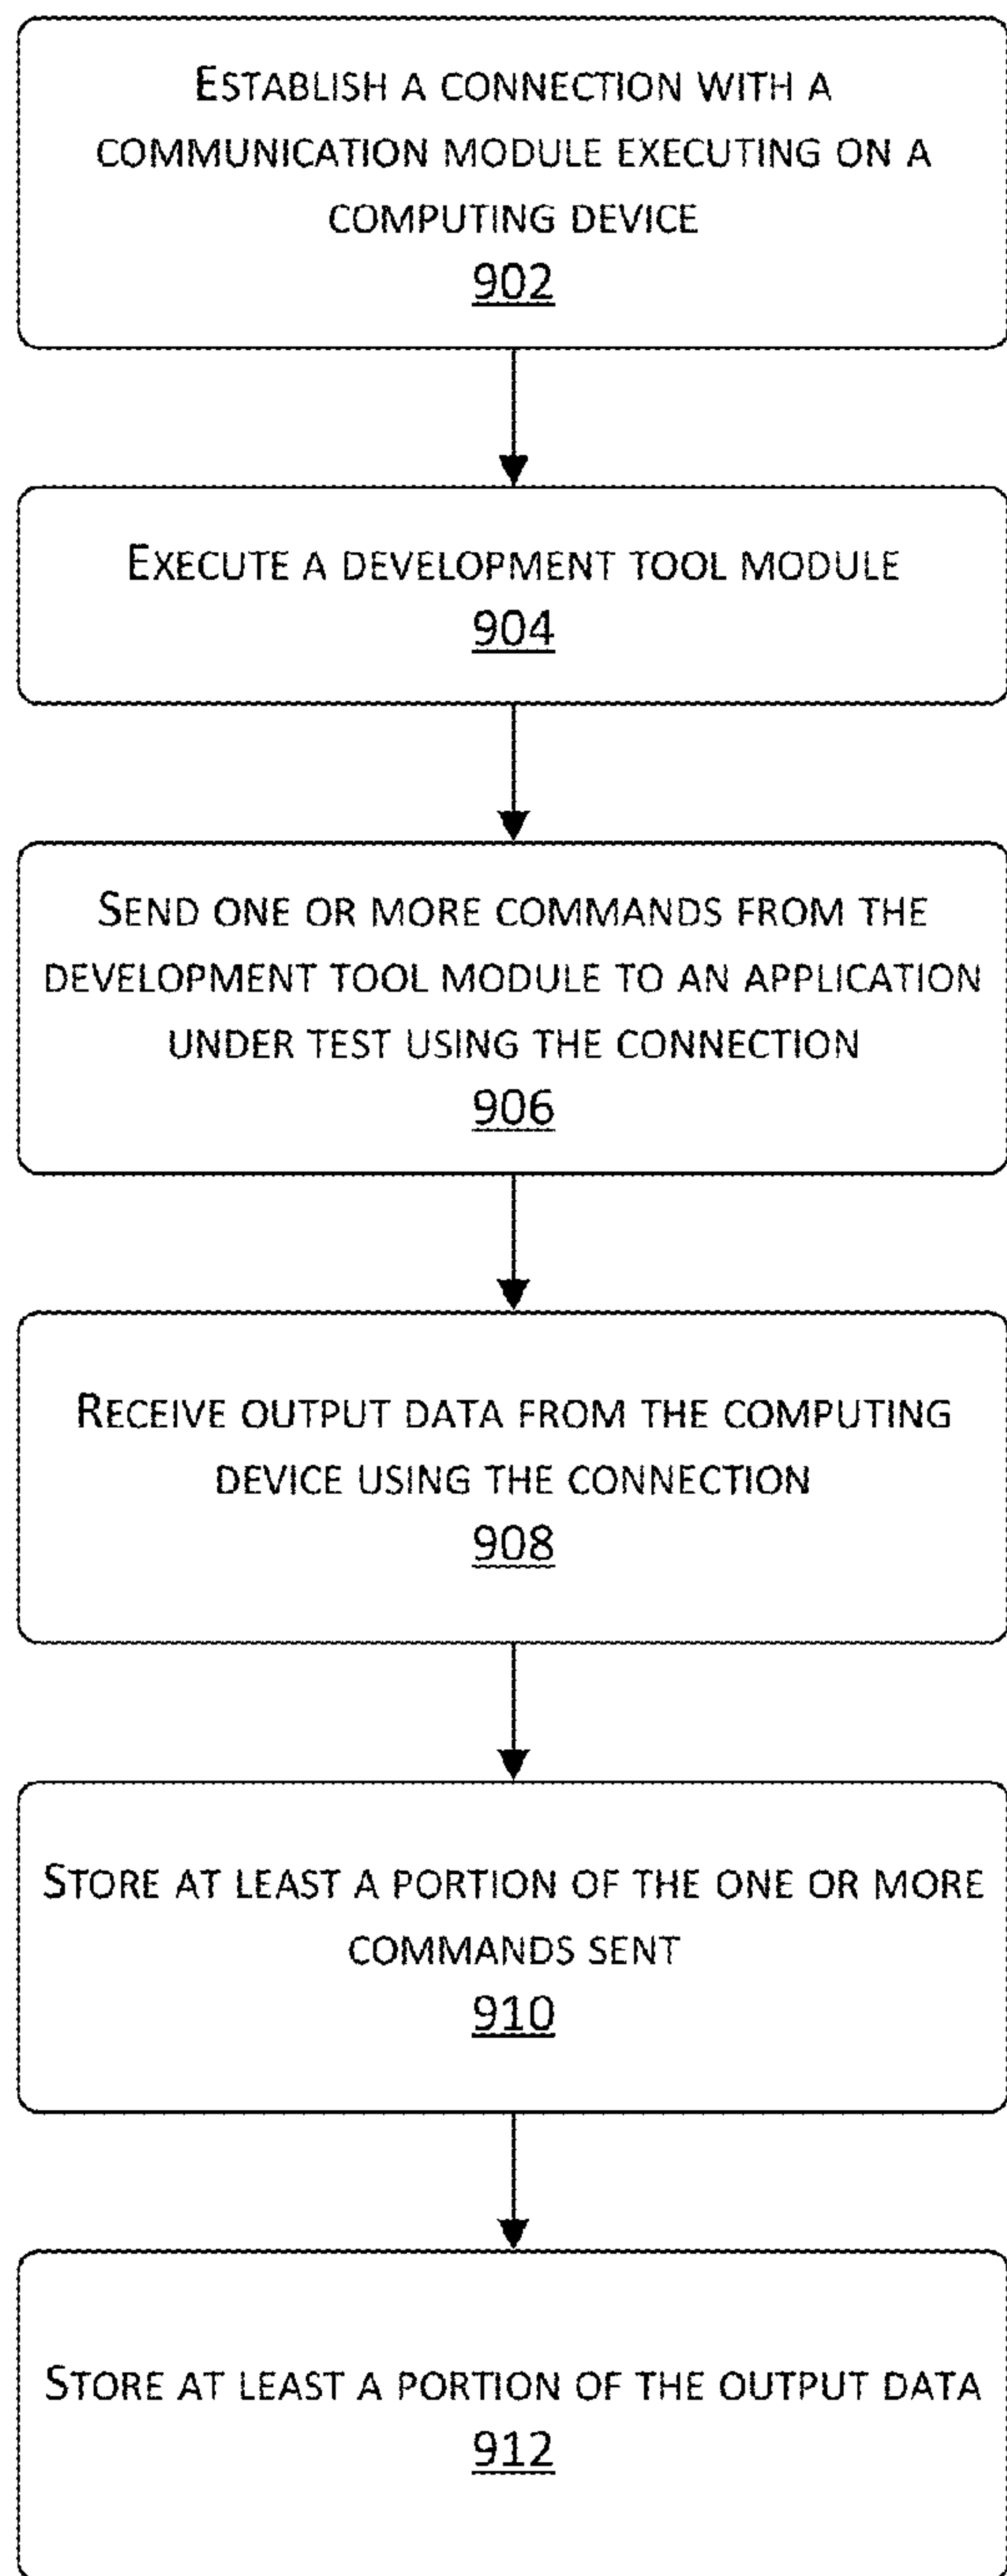 ESTABLISH A CONNECTION WITH A
COMMUNICATION MODULE EXECUTING ON A
COMPUTING DEVICE
902
EXECUTE A DEVELOPMENT TOOL MODULE
904
SEND ONE OR MORE COMMANDS FROM THE
DEVELOPMENT TOOL MODULE TO AN APPLICATION
UNDER TEST USING THE CONNECTION
906
RECEIVE OUTPUT DATA FROM THE COMPUTING
DEVICE USING THE CONNECTION
908
STORE AT LEAST A PORTION OF THE ONE OR MORE
COMMANDS SENT
910
STORE AT LEAST A PORTION OF THE OUTPUT DATA
912